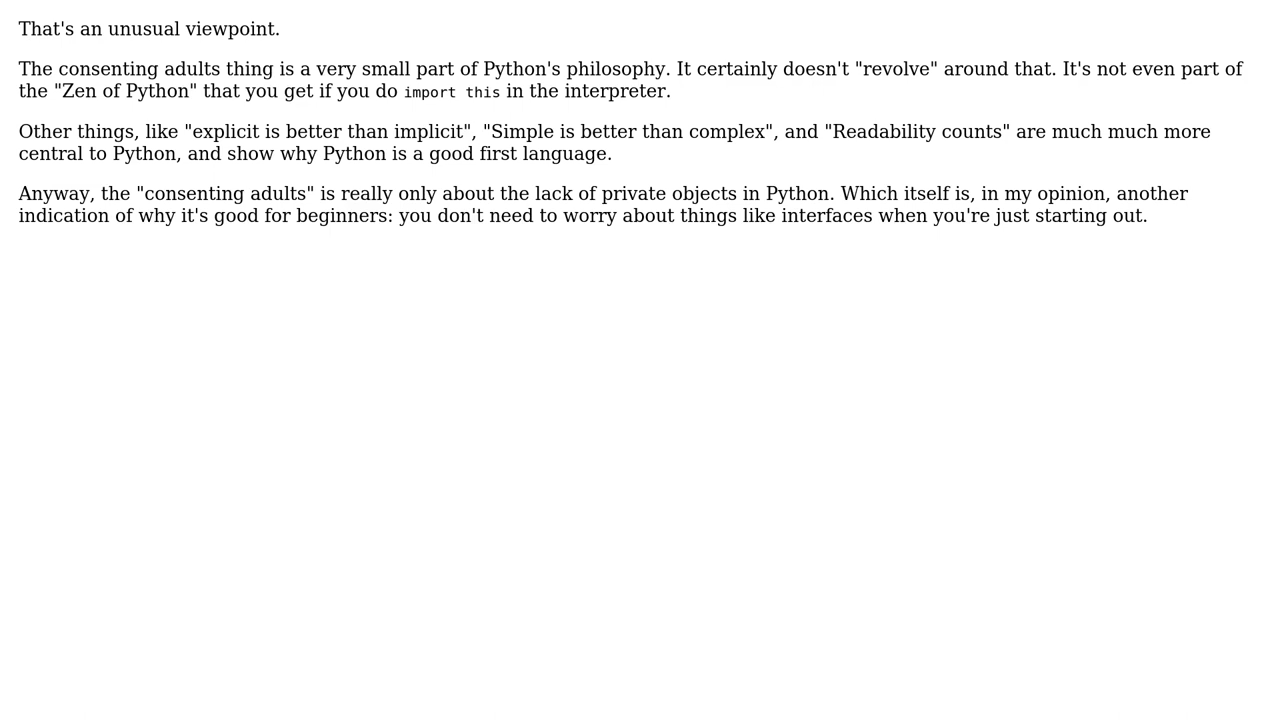 That's an unusual viewpoint.
The consenting adults thing is a very small part of Python's philosophy. It certainly doesn't "revolve" around that. It's not even part of
the "Zen of Python" that you get if you do import this in the interpreter.
Other things, like "explicit is better than implicit", "Simple is better than complex", and "Readability counts" are much much more
central to Python, and show why Python is a good first language.
Anyway, the "consenting adults" is really only about the lack of private objects in Python. Which itself is, in my opinion, another
indication of why it's good for beginners: you don't need to worry about things like interfaces when you're just starting out.